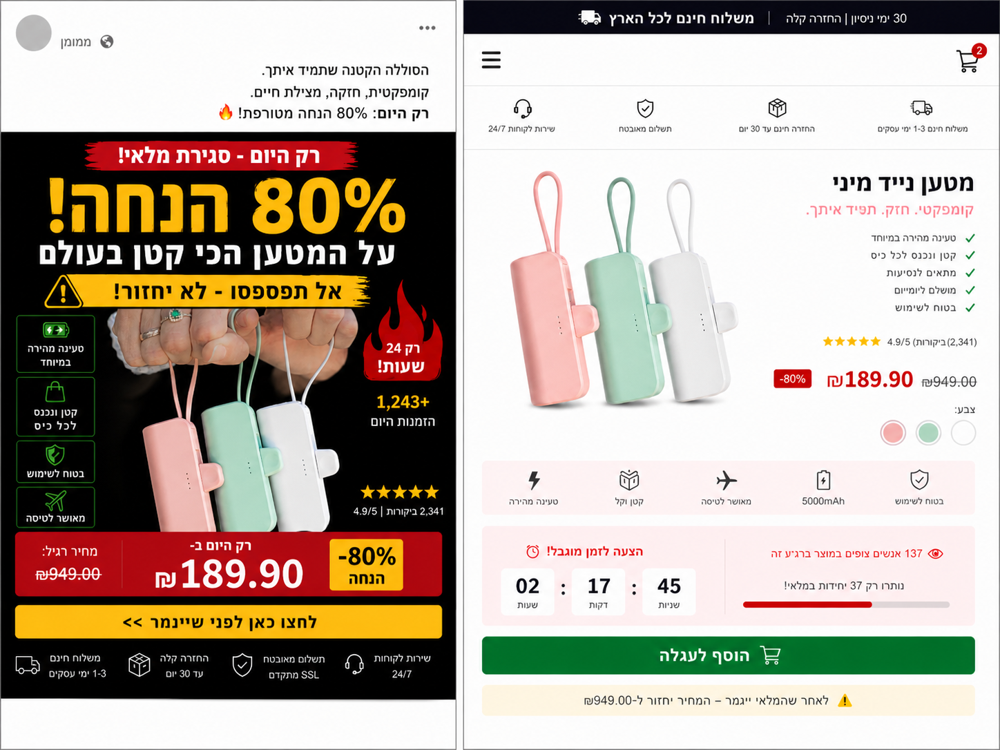 ממומן
הסוללה הקטנה שתמיד איתך.
קומפקטית, חזקה, מצילת חיים.
רק היום: 80% הנחה מטורפת! 🔥
רק היום - סגירת מלאי!
80% הנחה!
על המטען הכי קטן בעולם
אל תפספסו - לא יחזור!
טעינה מהירה
במיוחד
קטן ונכנס
לכל כיס
בטוח לשימוש
מאושר לטיסה
רק 24
שעות!
1,243+
הזמנות היום
4.9/5 | 2,341 ביקורות
מחיר רגיל:
₪949.00
רק היום ב-
₪189.90
-80%
הנחה
לחצו כאן לפני שייגמר >>
משלוח חינם
1-3 ימי עסקים
החזרה קלה
עד 30 יום
תשלום מאובטח
SSL מתקדם
שירות לקוחות
24/7
30 ימי ניסיון | החזרה קלה
משלוח חינם לכל הארץ
2
משלוח חינם 1-3 ימי עסקים
החזרה חינם עד 30 יום
תשלום מאובטח
שירות לקוחות 24/7
מטען נייד מיני
קומפקטי. חזק. איתך.
טעינה מהירה במיוחד
קטן ונכנס לכל כיס
מתאים לנסיעות
מושלם ליומיום
בטוח לשימוש
4.9/5 (2,341 ביקורות)
₪949.00
₪189.90
-80%
צבע:
בטוח לשימוש
5000mAh
מאושר לטיסה
קטן וקל
טעינה מהירה
137 אנשים צופים במוצר ברגע זה
נותרו רק 37 יחידות במלאי!
הצעה לזמן מוגבל!
02 : 17 : 45
שעות דקות שניות
הוסף לעגלה
לאחר שהמלאי ייגמר – המחיר יחזור ל-₪949.00